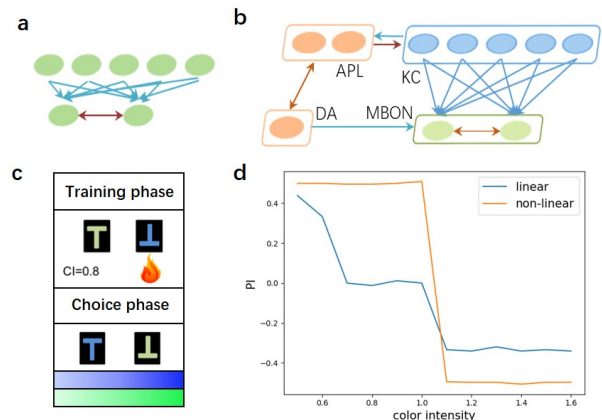 a
b
APL
KC
DA
MBON
c
Training phase
CI=0.8
Choice phase
d
linear
non-linear
PI
0.4
0.2
0.0
−0.2
−0.4
0.6
0.8
1.0
1.2
1.4
1.6
color intensity